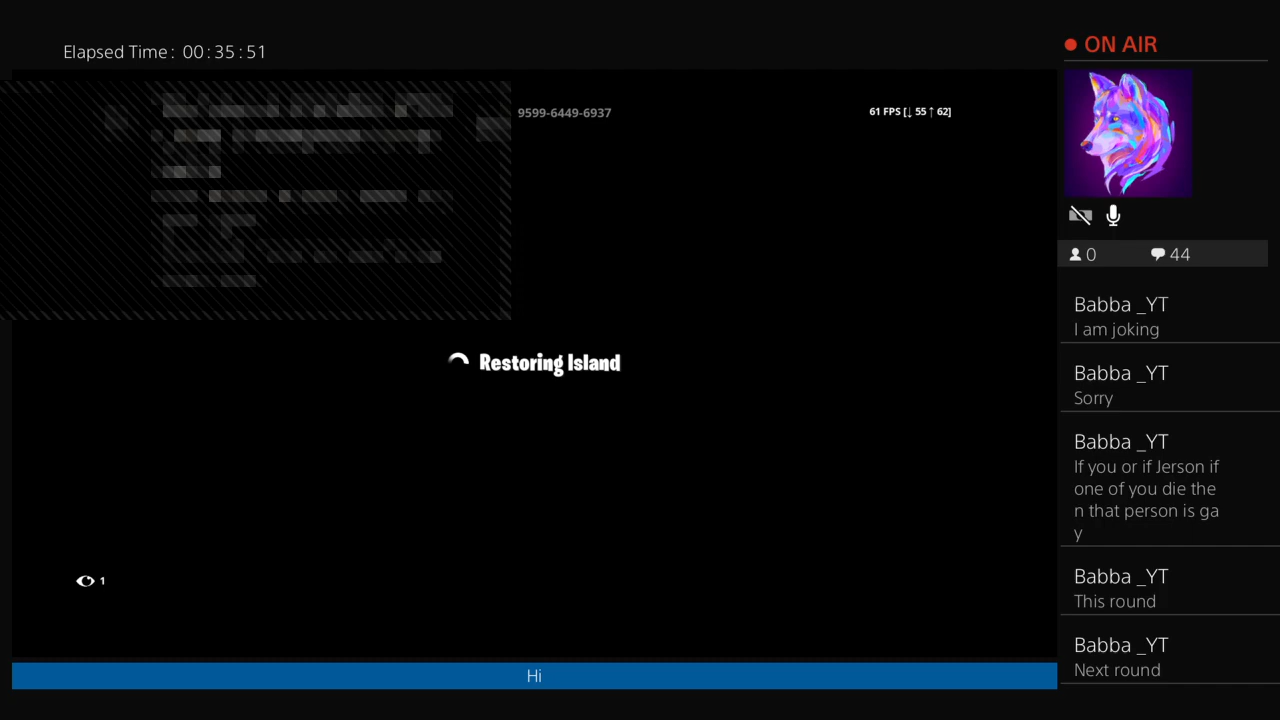 Elapsed Time: 00:35:51
ON AIR
9599-6449-6937
61 FPS [↓ 55 ↑ 62]
0
44
Babba _YT
I am joking
Babba _YT
Sorry
Babba _YT
If you or if Jerson if
one of you die the
n that person is ga
y
Babba _YT
This round
Babba _YT
Next round
Restoring Island
1
Hi